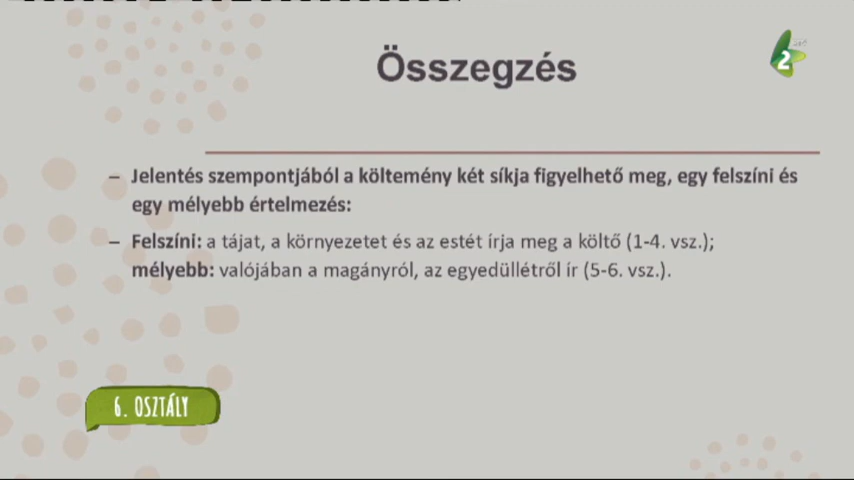 Összegzés
2
– Jelentés szempontjából a költemény két síkja figyelhető meg, egy felszíni és
egy mélyebb értelmezés:
– Felszíni: a tájat, a környezetet és az estét írja meg a költő (1-4. vsz.);
mélyebb: valójában a magányról, az egyedüllétről ír (5-6. vsz.).
6. OSZTÁLY